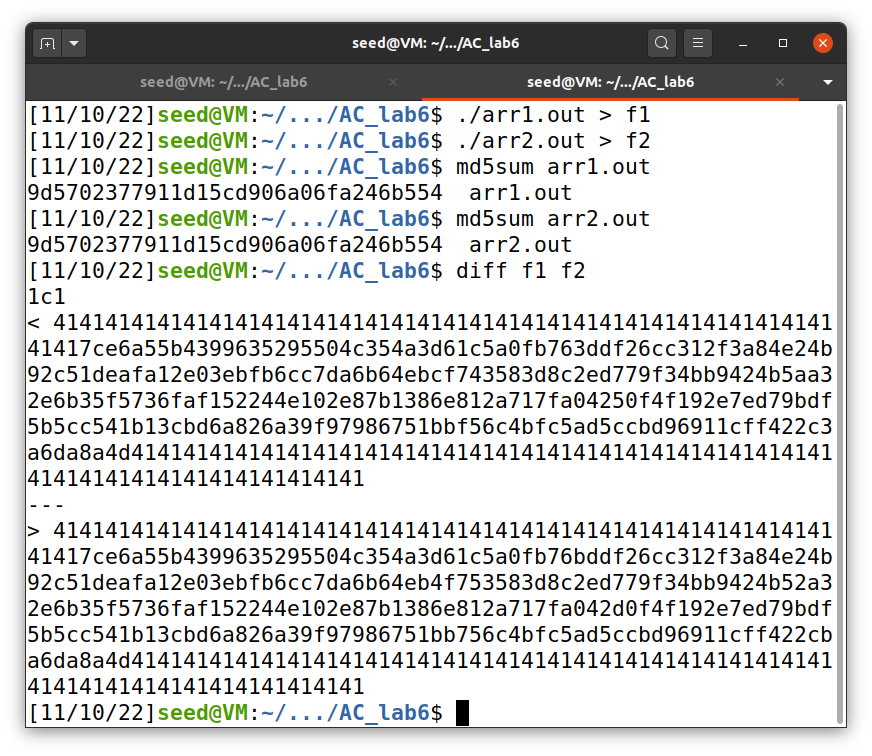 seed@VM: ~/.../AC_lab6
seed@VM: ~/.../AC_lab6
seed@VM: ~/.../AC_lab6
[11/10/22]seed@VM:~/.../AC_lab6$ ./arr1.out > f1
[11/10/22]seed@VM:~/.../AC_lab6$ ./arr2.out > f2
[11/10/22]seed@VM:~/.../AC_lab6$ md5sum arr1.out
9d5702377911d15cd906a06fa246b554  arr1.out
[11/10/22]seed@VM:~/.../AC_lab6$ md5sum arr2.out
9d5702377911d15cd906a06fa246b554  arr2.out
[11/10/22]seed@VM:~/.../AC_lab6$ diff f1 f2
1c1
< 414141414141414141414141414141414141414141414141414141414141
41417ce6a55b4399635295504c354a3d61c5a0fb763ddf26cc312f3a84e24b
92c51deafa12e03ebfb6cc7da6b64ebcf743583d8c2ed779f34bb9424b5aa3
2e6b35f5736faf152244e102e87b1386e812a717fa04250f4f192e7ed79bdf
5b5cc541b13cbd6a826a39f97986751bbf56c4bfc5ad5ccbd96911cff422c3
a6da8a4d414141414141414141414141414141414141414141414141414141
41414141414141414141414141
---
> 414141414141414141414141414141414141414141414141414141414141
41417ce6a55b4399635295504c354a3d61c5a0fb76bddf26cc312f3a84e24b
92c51deafa12e03ebfb6cc7da6b64eb4f753583d8c2ed779f34bb9424b52a3
2e6b35f5736faf152244e102e87b1386e812a717fa042d0f4f192e7ed79bdf
5b5cc541b13cbd6a826a39f97986751bb756c4bfc5ad5ccbd96911cff422cb
a6da8a4d414141414141414141414141414141414141414141414141414141
41414141414141414141414141
[11/10/22]seed@VM:~/.../AC_lab6$